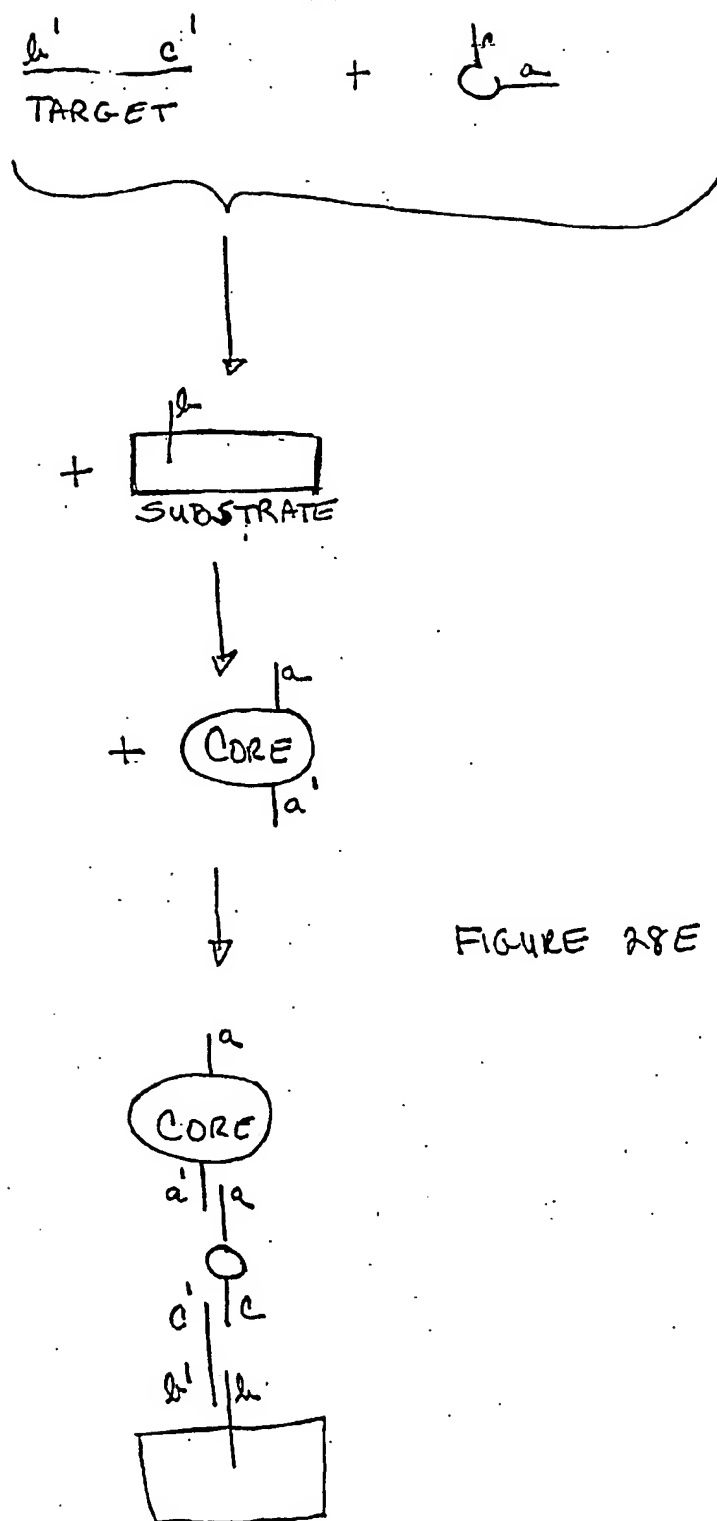 b' c' + c a
TARGET
b
+
SUBSTRATE
a
+ CORE
a'
FIGURE 28E
a
CORE
a' a
c' c
b' b